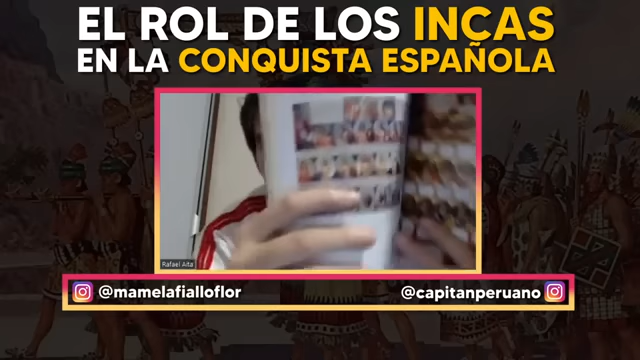 EL ROL DE LOS INCAS
EN LA CONQUISTA ESPAÑOLA
Rafael Aita
@mamelafialloflor
@capitanperuano